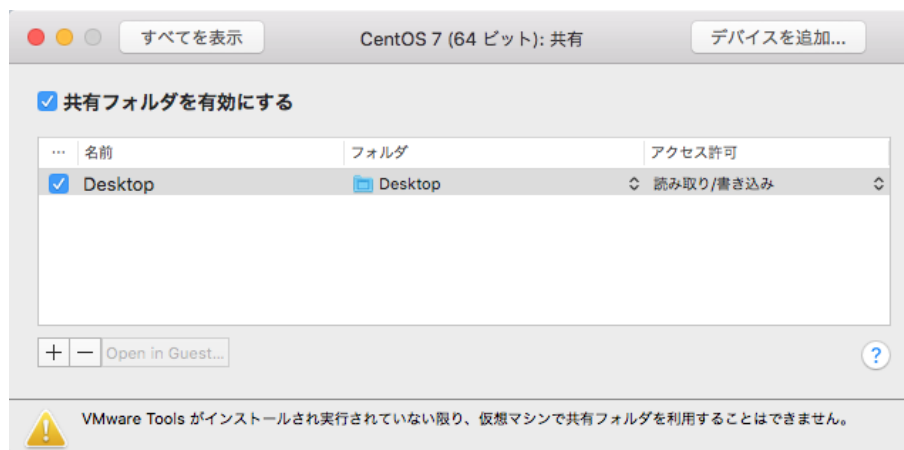 すべてを表示 CentOS 7 (64 ビット): 共有 デバイスを追加...
共有フォルダを有効にする
... 名前 フォルダ アクセス許可
Desktop Desktop 読み取り/書き込み
+ − Open in Guest... ?
VMware Tools がインストールされ実行されていない限り、仮想マシンで共有フォルダを利用することはできません。